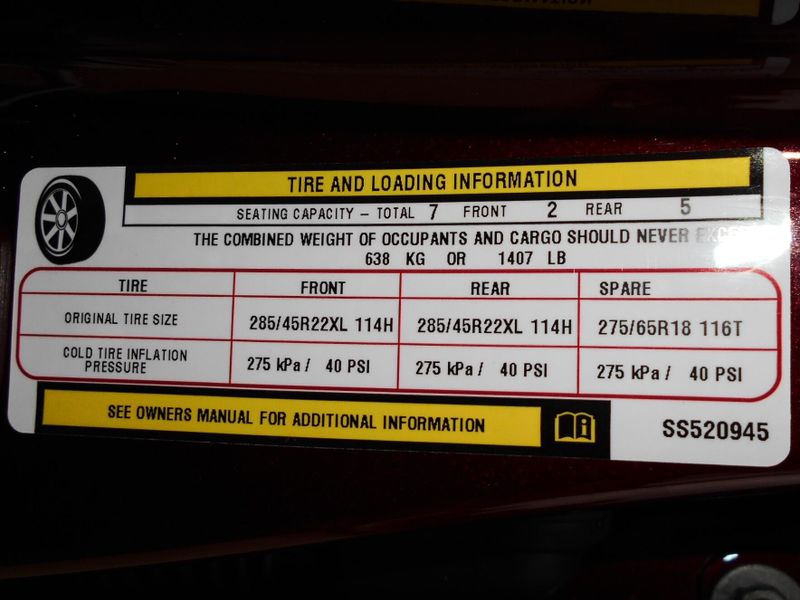 TIRE AND LOADING INFORMATION
SEATING CAPACITY – TOTAL 7 FRONT 2 REAR 5
THE COMBINED WEIGHT OF OCCUPANTS AND CARGO SHOULD NEVER
638 KG OR 1407 LB
TIRE FRONT REAR SPARE
ORIGINAL TIRE SIZE 285/45R22XL 114H 285/45R22XL 114H 275/65R18 116T
COLD TIRE INFLATION
PRESSURE 275 kPa / 40 PSI 275 kPa / 40 PSI 275 kPa / 40 PSI
SEE OWNERS MANUAL FOR ADDITIONAL INFORMATION
SS520945